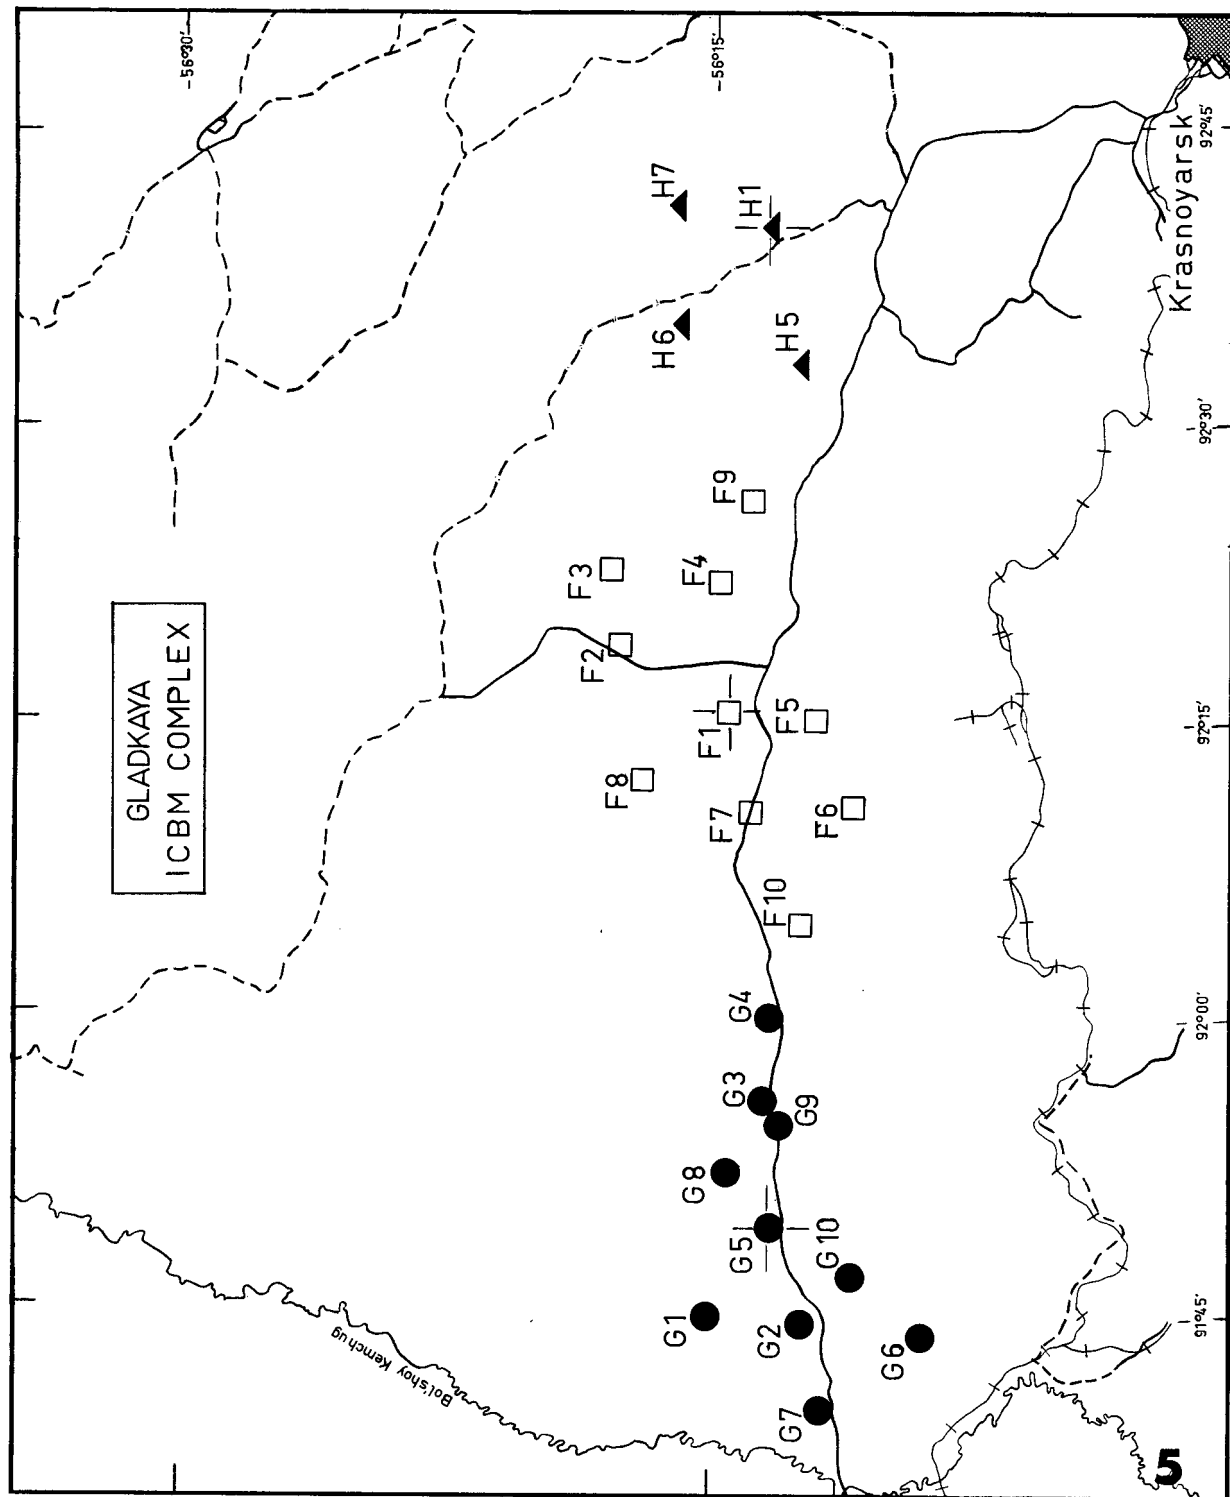 GLADKAYA
ICBM COMPLEX
56°30'
56°15'
92°45'
92°30'
92°15'
92°00'
91°45'
Krasnoyarsk
Bol'shoy Kemchug
H7
H1
H6
H5
F9
F3
F4
F2
F1
F5
F8
F7
F6
F10
G4
G3
G9
G8
G5
G10
G1
G2
G6
G7
5